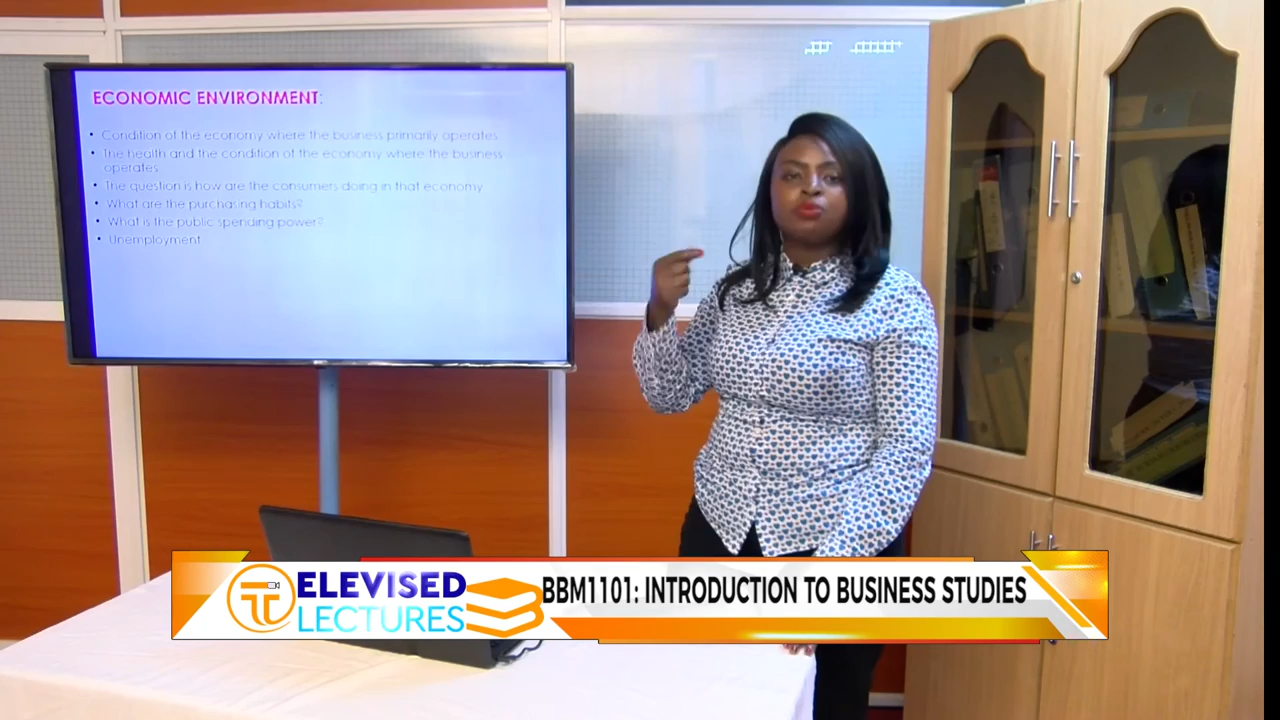 ECONOMIC ENVIRONMENT:
• Condition of the economy where the business primarily operates
• The health and the condition of the economy where the business
operates
• The question is how are the consumers doing in that economy
• What are the purchasing habits?
• What is the public spending power?
• Unemployment
TELEVISED
LECTURES
BBM1101: INTRODUCTION TO BUSINESS STUDIES